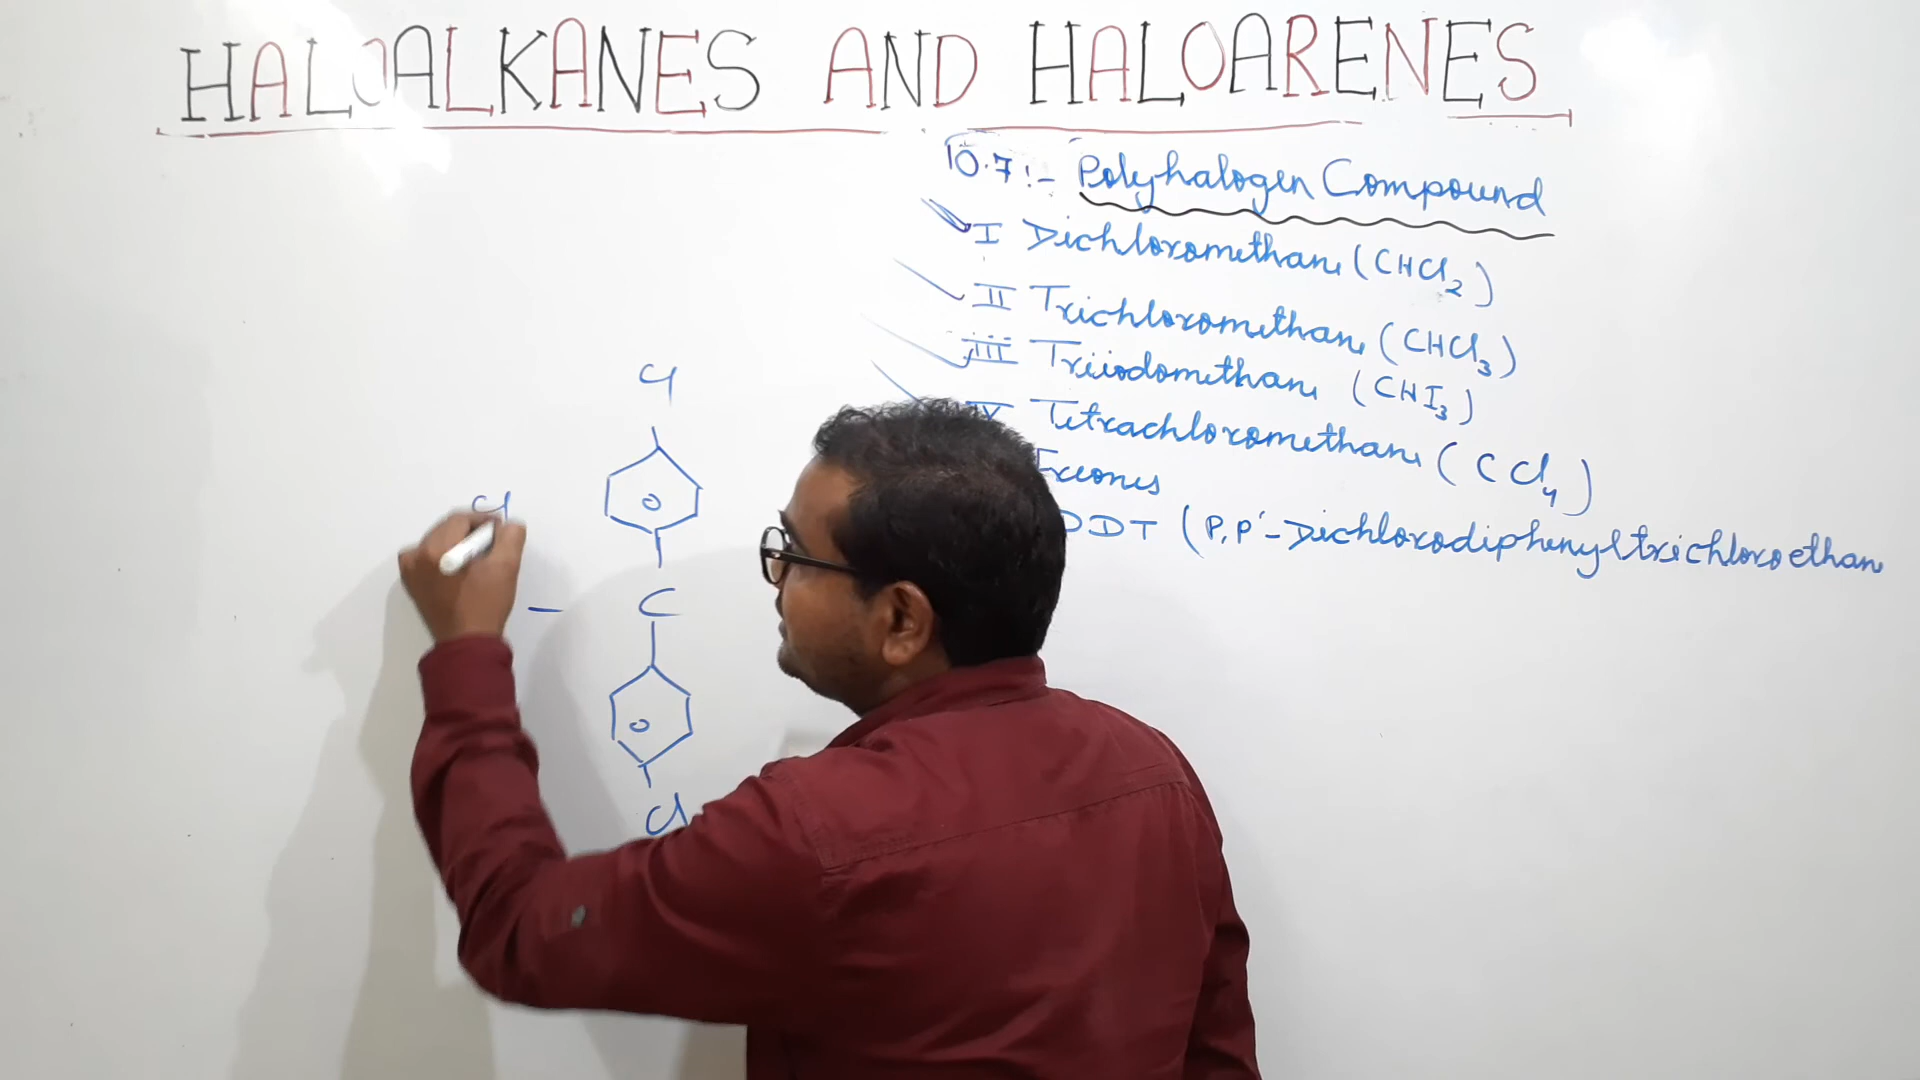 HALOALKANES AND HALOARENES
10.7:- Polyhalogen Compound
I Dichloromethane (CHCl2)
II Trichloromethane (CHCl3)
III Triiodomethane (CHI3)
IV Tetrachloromethane (CCl4)
Freons
DDT (P,P'-Dichlorodiphenyltrichloroethane
Cl
Cl
C
Cl